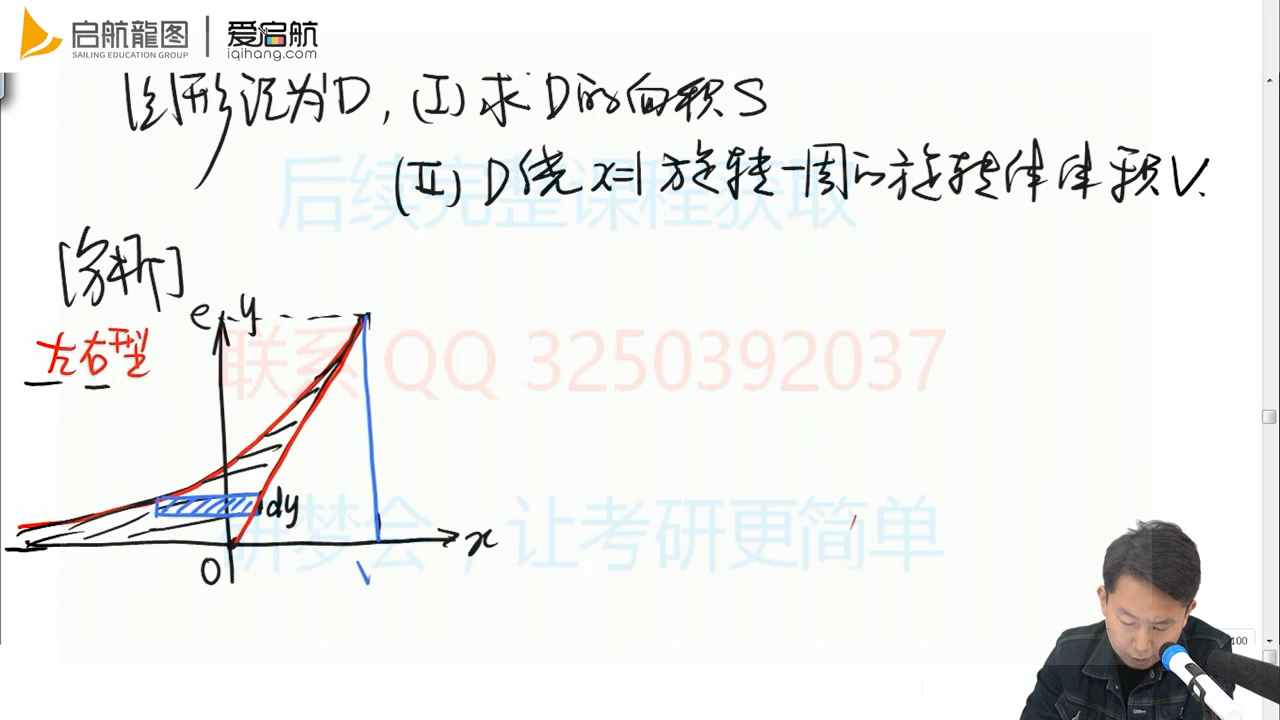 启航龍图 | 爱启航
SAILING EDUCATION GROUP iqihang.com
图形记为D, (I) 求D的面积S
后续完整课程获取
(II) D绕x=1旋转一周的旋转体体积V.
[分析]
e y
左右型
联系QQ 3250392037
dy
研梦会，让考研更简单
x
O
1
100